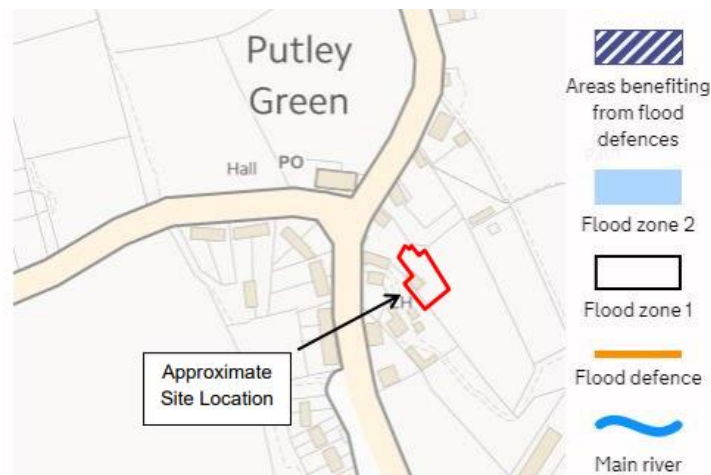 Putley
Green
Hall PO
Approximate
Site Location
Areas benefiting
from flood
defences
Flood zone 2
Flood zone 1
Flood defence
Main river